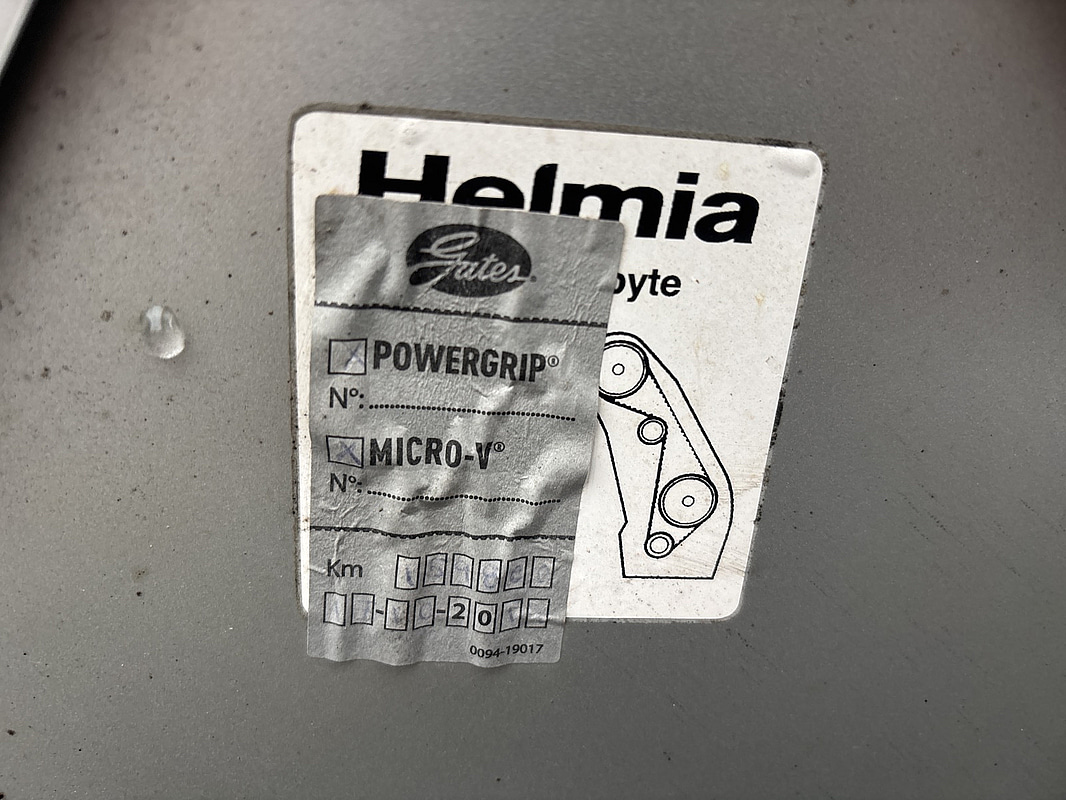 Helmia
byte
Gates
POWERGRIP®
Nº:
MICRO-V®
Nº:
Km
20
0094-19017